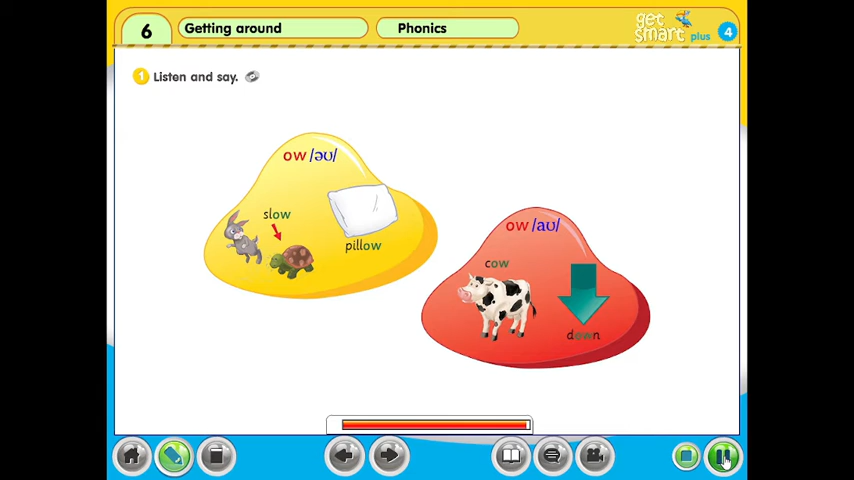 6
Getting around
Phonics
get
smart
plus
4
1 Listen and say.
ow /əʊ/
slow
pillow
ow /aʊ/
cow
down